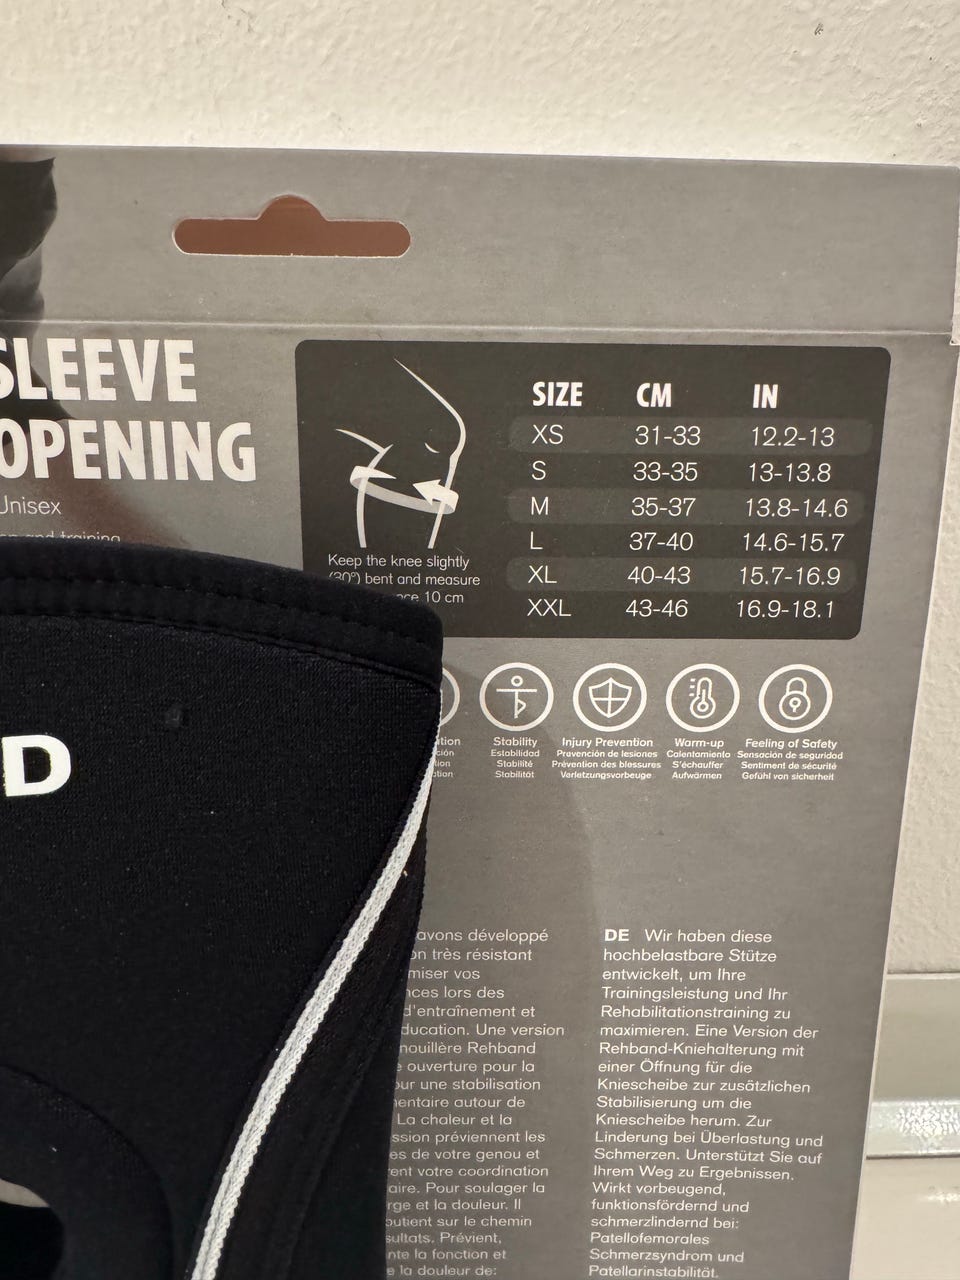 SLEEVE
OPENING
Unisex
and training
SIZE CM IN
XS 31-33 12.2-13
S 33-35 13-13.8
M 35-37 13.8-14.6
L 37-40 14.6-15.7
XL 40-43 15.7-16.9
XXL 43-46 16.9-18.1
Keep the knee slightly
(30°) bent and measure
10 cm
Stability
Estabilidad
Stabilité
Stabilität
Injury Prevention
Prevención de lesiones
Prévention des blessures
Verletzungsvorbeuge
Warm-up
Calentamiento
S'échauffer
Aufwärmen
Feeling of Safety
Sensación de seguridad
Sentiment de sécurité
Gefühl von sicherheit
D
avons développé
très résistant
vos
lors des
d'entraînement et
Une version
Rehband
ouverture pour la
une stabilisation
autour de
La chaleur et la
préviennent les
de votre genou et
votre coordination
Pour soulager la
et la douleur. Il
sur le chemin
Prévient,
la fonction et
la douleur de:
DE Wir haben diese
hochbelastbare Stütze
entwickelt, um Ihre
Trainingsleistung und Ihr
Rehabilitationstraining zu
maximieren. Eine Version der
Rehband-Kniehalterung mit
einer Öffnung für die
Kniescheibe zur zusätzlichen
Stabilisierung um die
Kniescheibe herum. Zur
Linderung bei Überlastung und
Schmerzen. Unterstützt Sie auf
Ihrem Weg zu Ergebnissen.
Wirkt vorbeugend,
funktionsfördernd und
schmerzlindernd bei:
Patellofemorales
Schmerzsyndrom und
Patellarinstabilität.